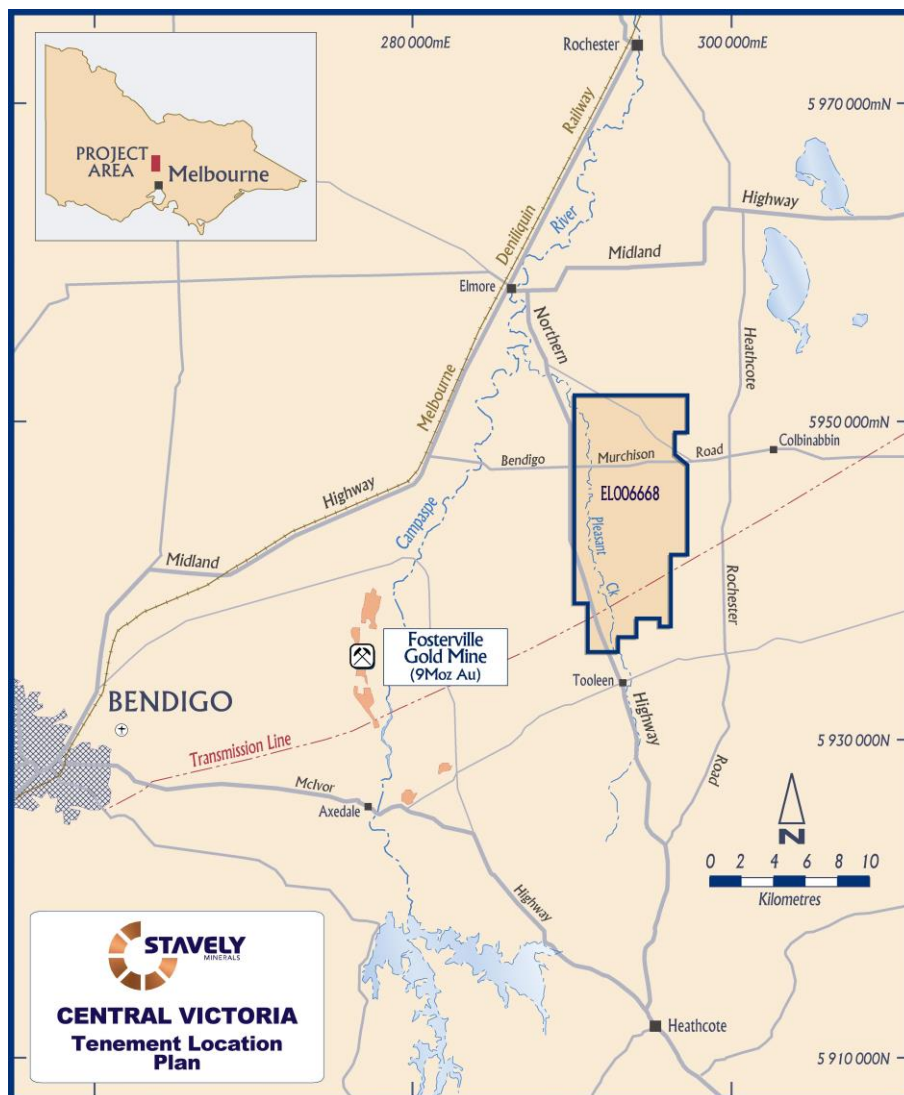 280 000mE
300 000mE
Rochester
5 970 000mN
PROJECT
AREA
Melbourne
Railway
Deniliquin
River
Highway
Midland
Elmore
Northern
Heathcote
Melbourne
5950 000mN
Colbinabbin
Bendigo
Murchison
Road
Highway
EL006668
Campaspe
Pleasant
Ck
Midland
Rochester
Fosterville
Gold Mine
(9Moz Au)
Tooleen
BENDIGO
Highway
5 930 000N
Transmission Line
Road
McIvor
Axedale
N
0 2 4 6 8 10
Kilometres
Highway
STAVELY
MINERALS
CENTRAL VICTORIA
Tenement Location
Plan
Heathcote
5 910 000N